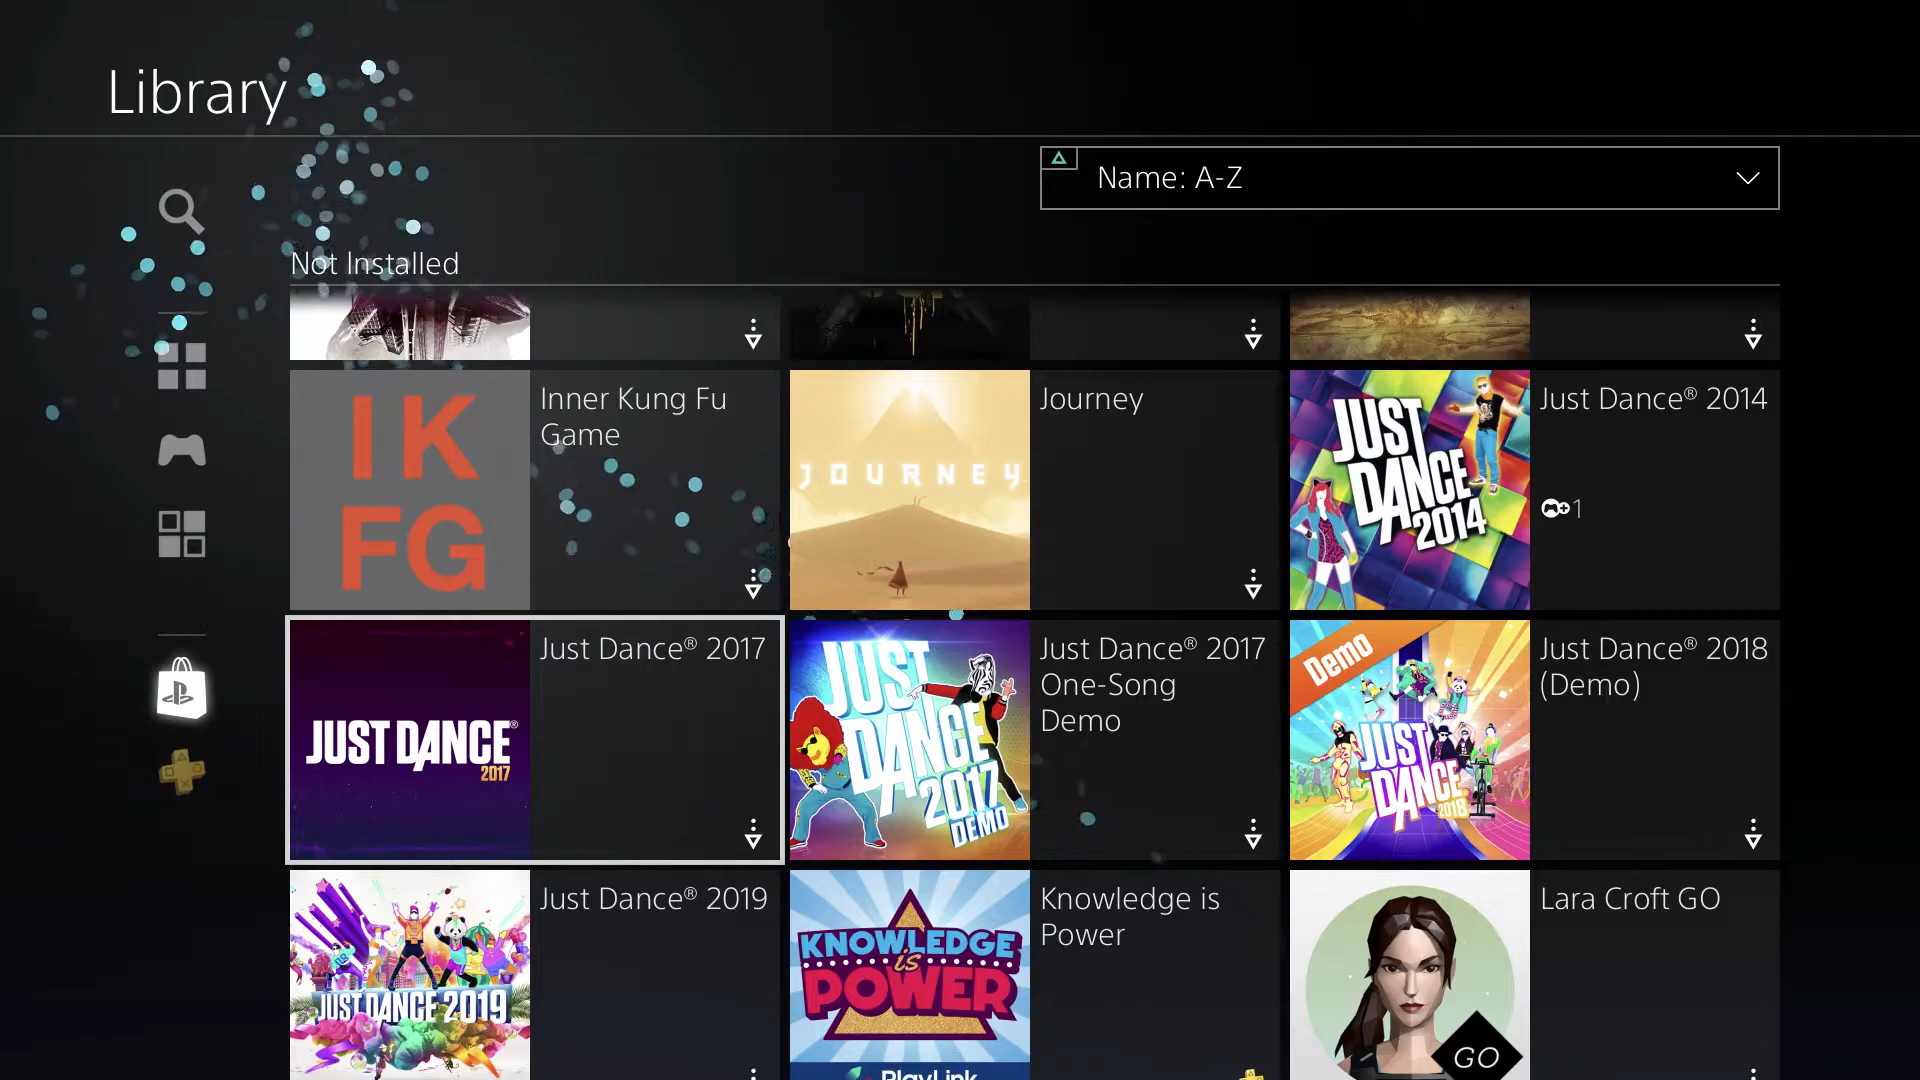 Library
Name: A-Z
Not Installed
I K
FG
Inner Kung Fu
Game
JOURNEY
Journey
JUST
DANCE
2014
Just Dance® 2014
1
JUST DANCE®
2017
Just Dance® 2017
JUST
DANCE
2017
DEMO
Just Dance® 2017
One-Song
Demo
Demo
JUST
DANCE
2018
Just Dance® 2018
(Demo)
JUST DANCE 2019
Just Dance® 2019
KNOWLEDGE
is
POWER
PlayLink
Knowledge is
Power
GO
Lara Croft GO